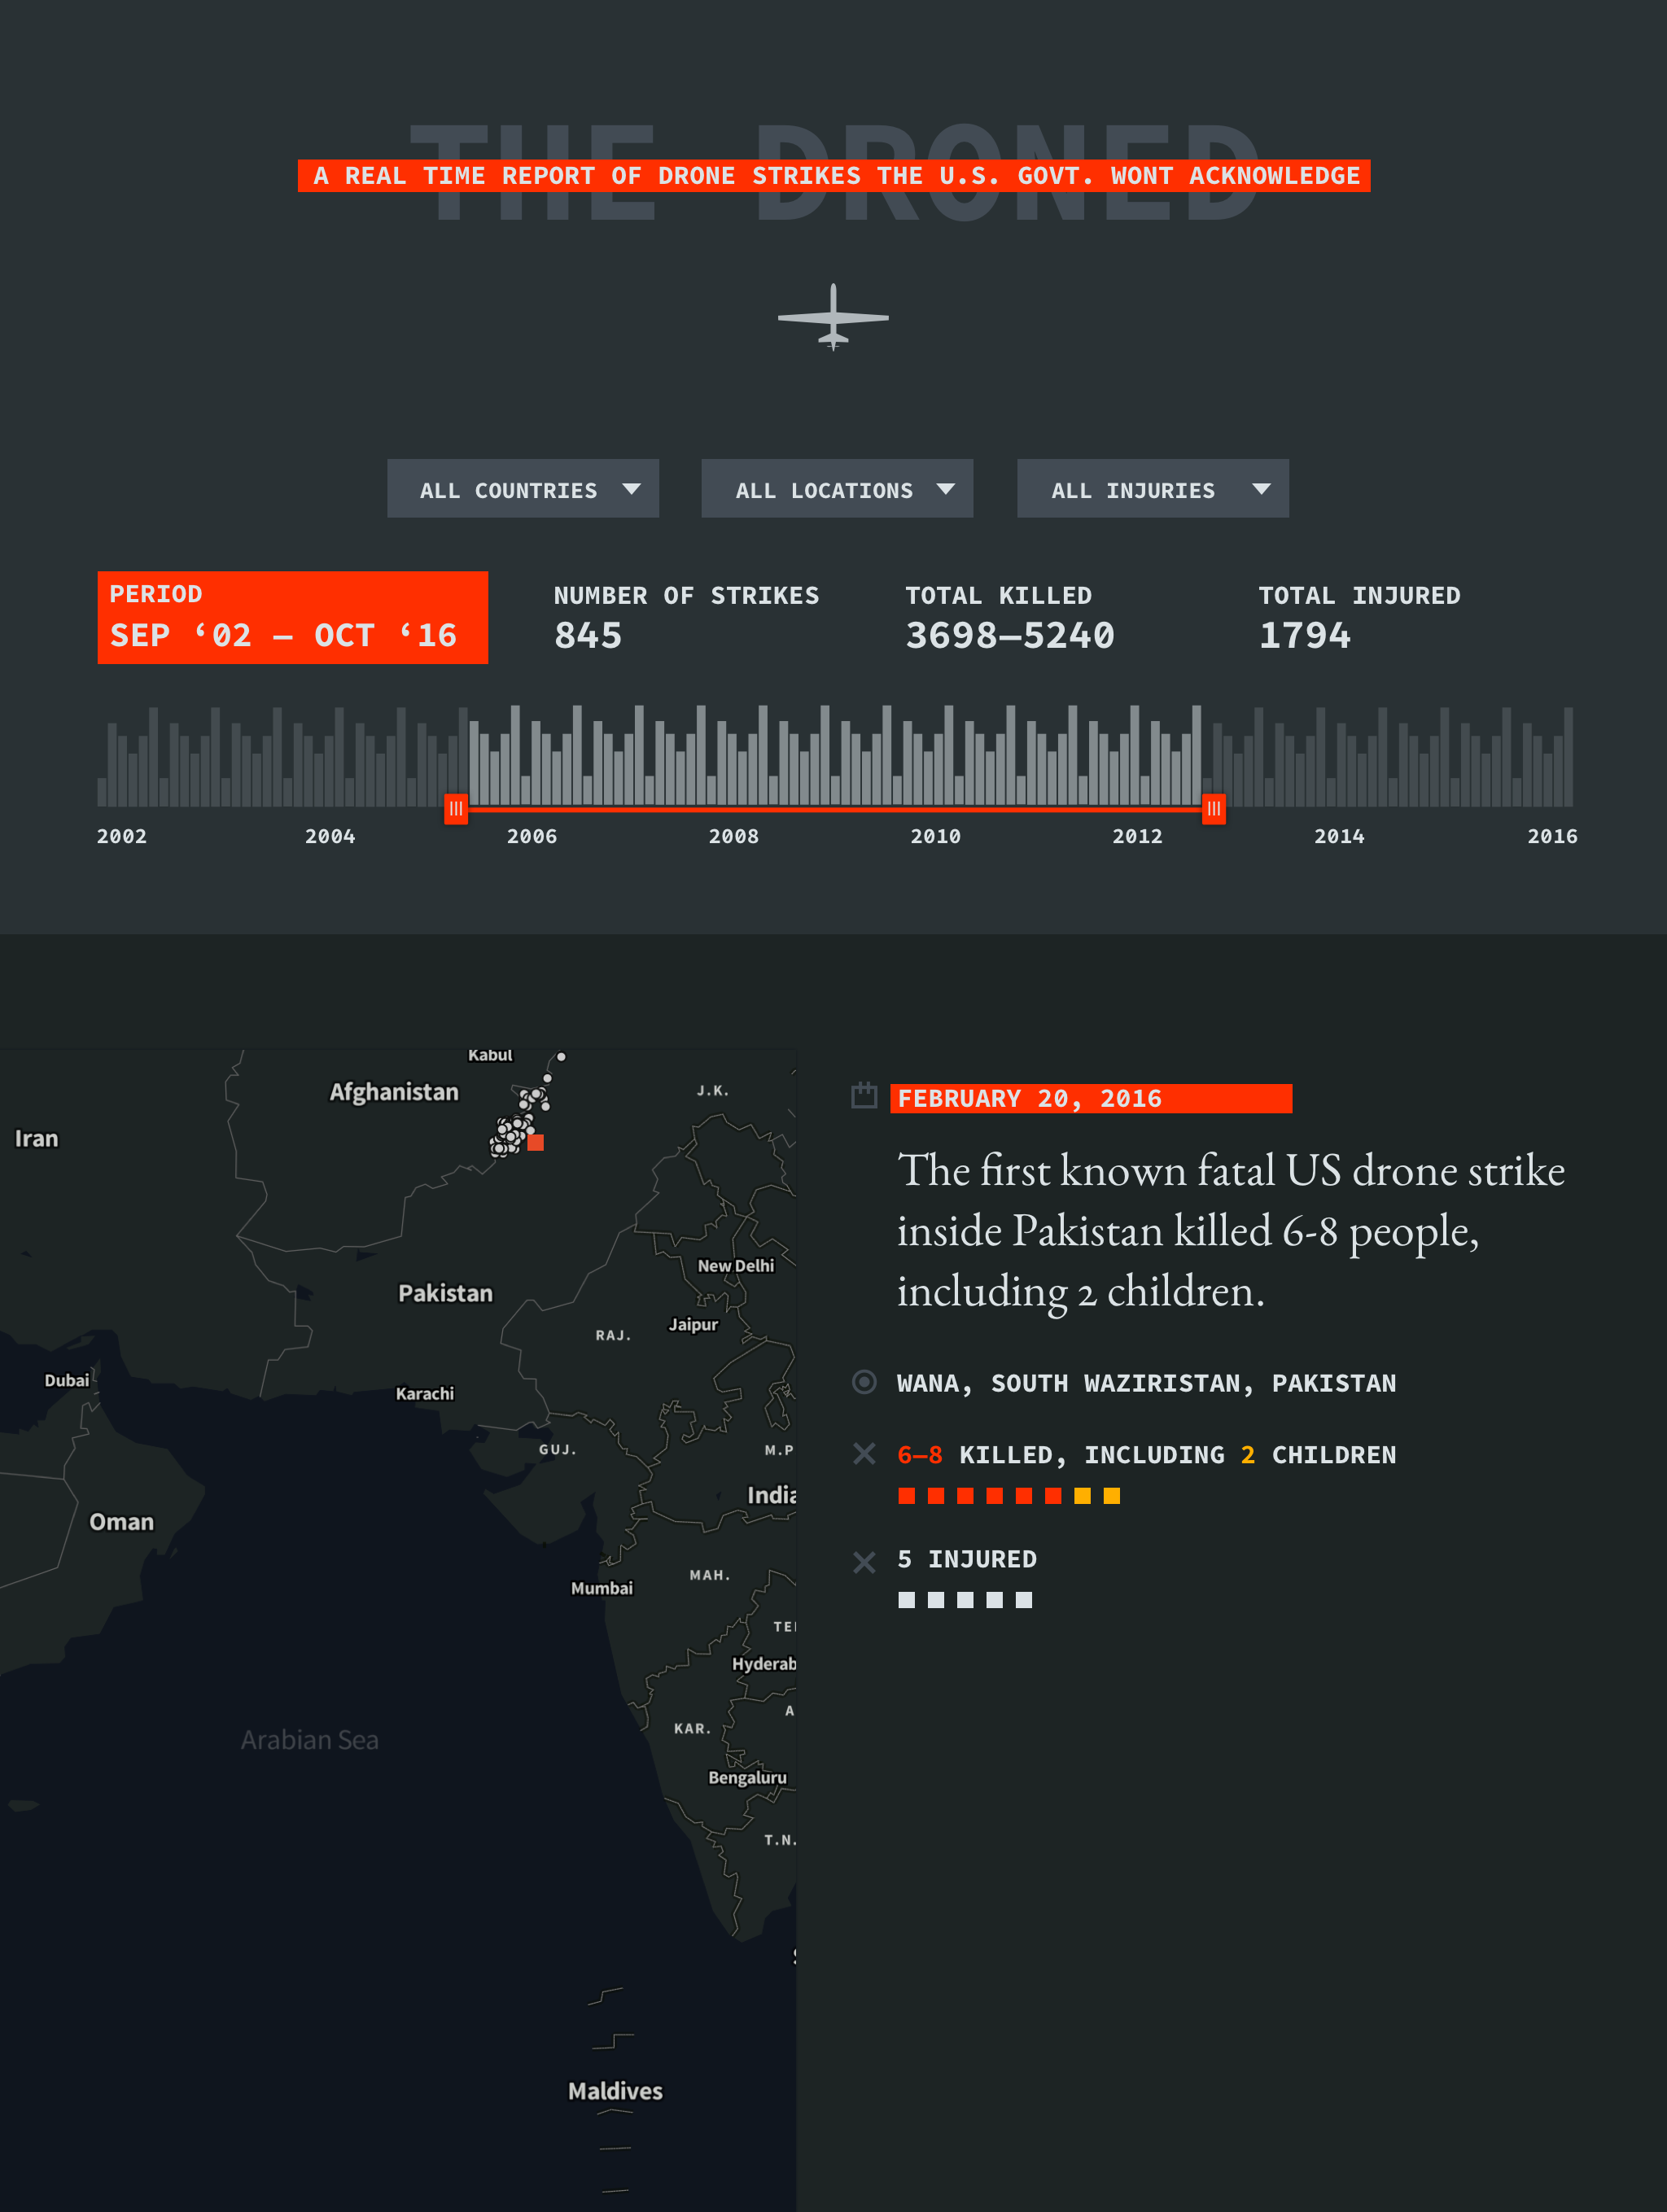 THE DRONED
A REAL TIME REPORT OF DRONE STRIKES THE U.S. GOVT. WONT ACKNOWLEDGE
ALL COUNTRIES
ALL LOCATIONS
ALL INJURIES
PERIOD
SEP ‘02 – OCT ‘16
NUMBER OF STRIKES
845
TOTAL KILLED
3698–5240
TOTAL INJURED
1794
2002 2004 2006 2008 2010 2012 2014 2016
Kabul
Afghanistan
J.K.
Iran
New Delhi
Pakistan
Jaipur
RAJ.
Dubai
Karachi
GUJ.
M.P
India
Oman
MAH.
Mumbai
TE
Hyderab
A
KAR.
Arabian Sea
Bengaluru
T.N.
Maldives
FEBRUARY 20, 2016
The first known fatal US drone strike
inside Pakistan killed 6-8 people,
including 2 children.
WANA, SOUTH WAZIRISTAN, PAKISTAN
6–8 KILLED, INCLUDING 2 CHILDREN
5 INJURED